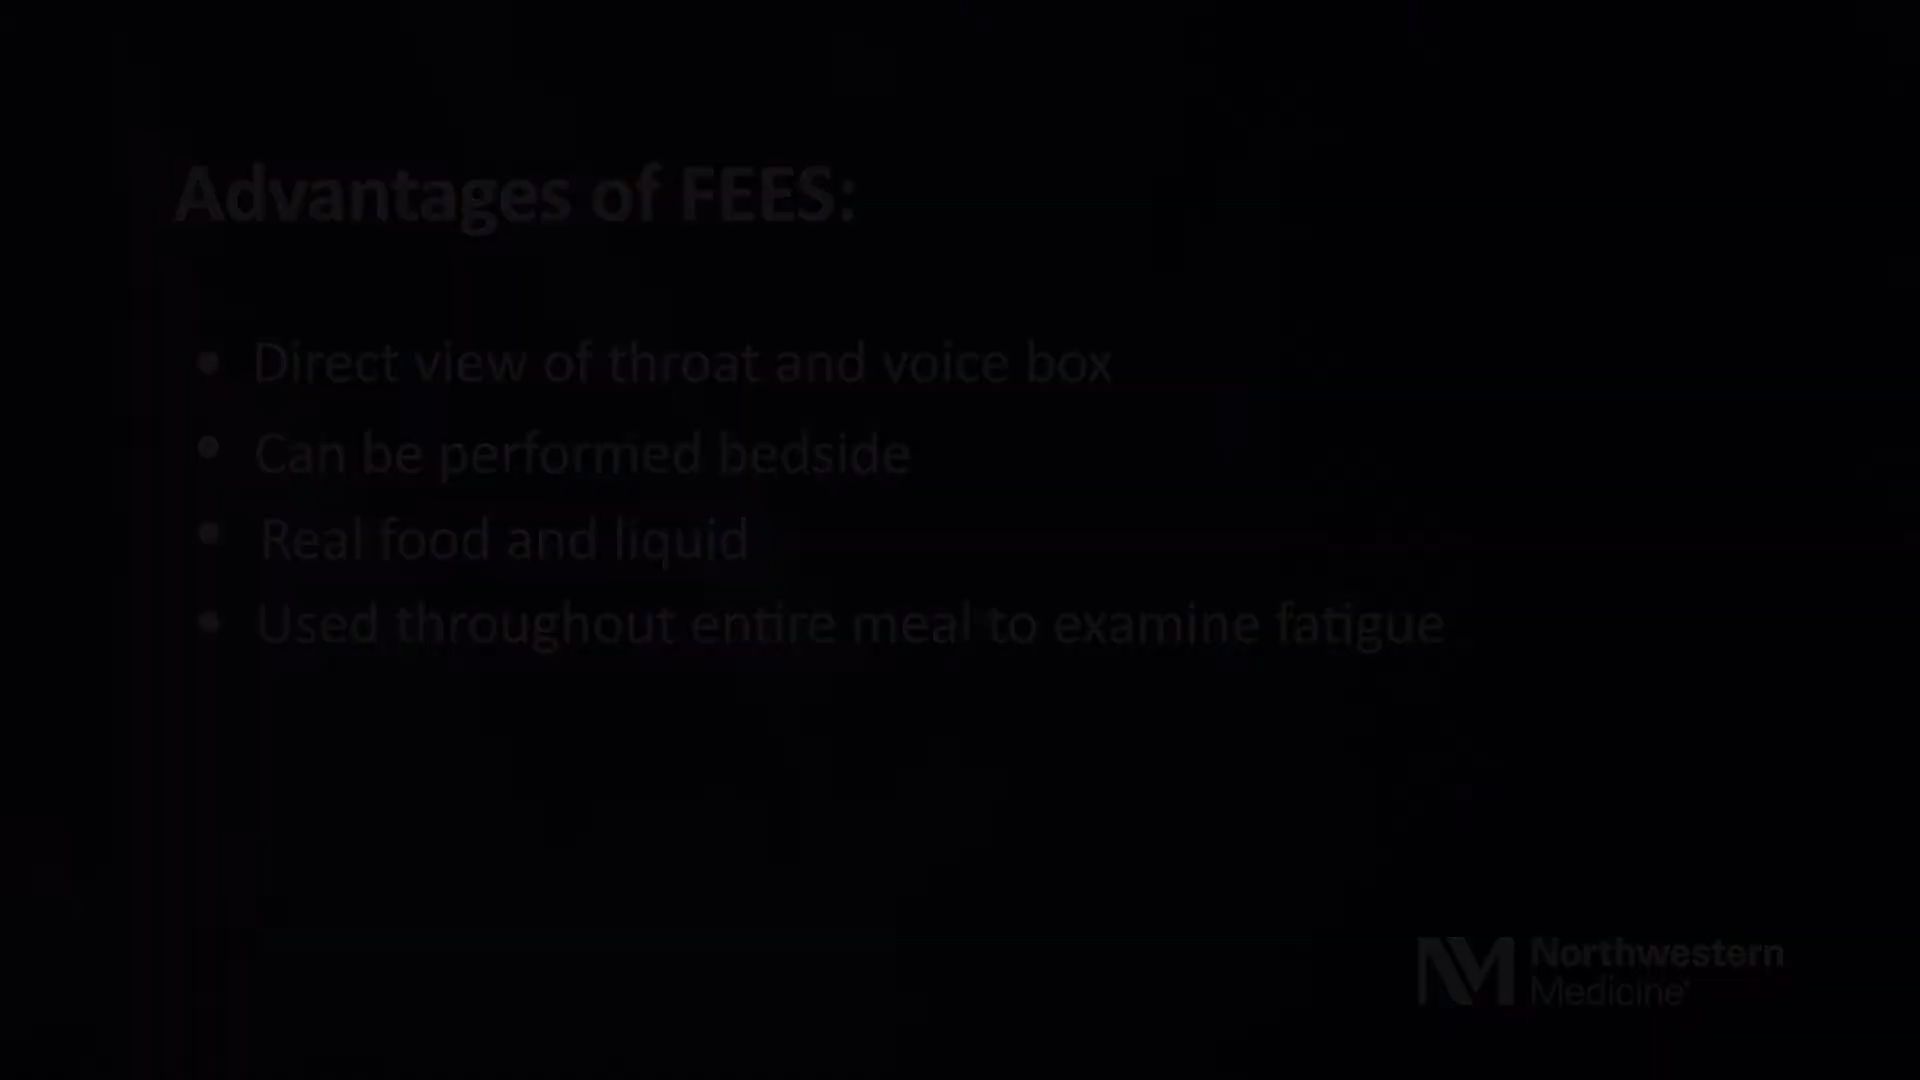 Advantages of FEES:
• Direct view of throat and voice box
• Can be performed bedside
• Real food and liquid
• Used throughout entire meal to examine fatigue
NM Northwestern
Medicine®